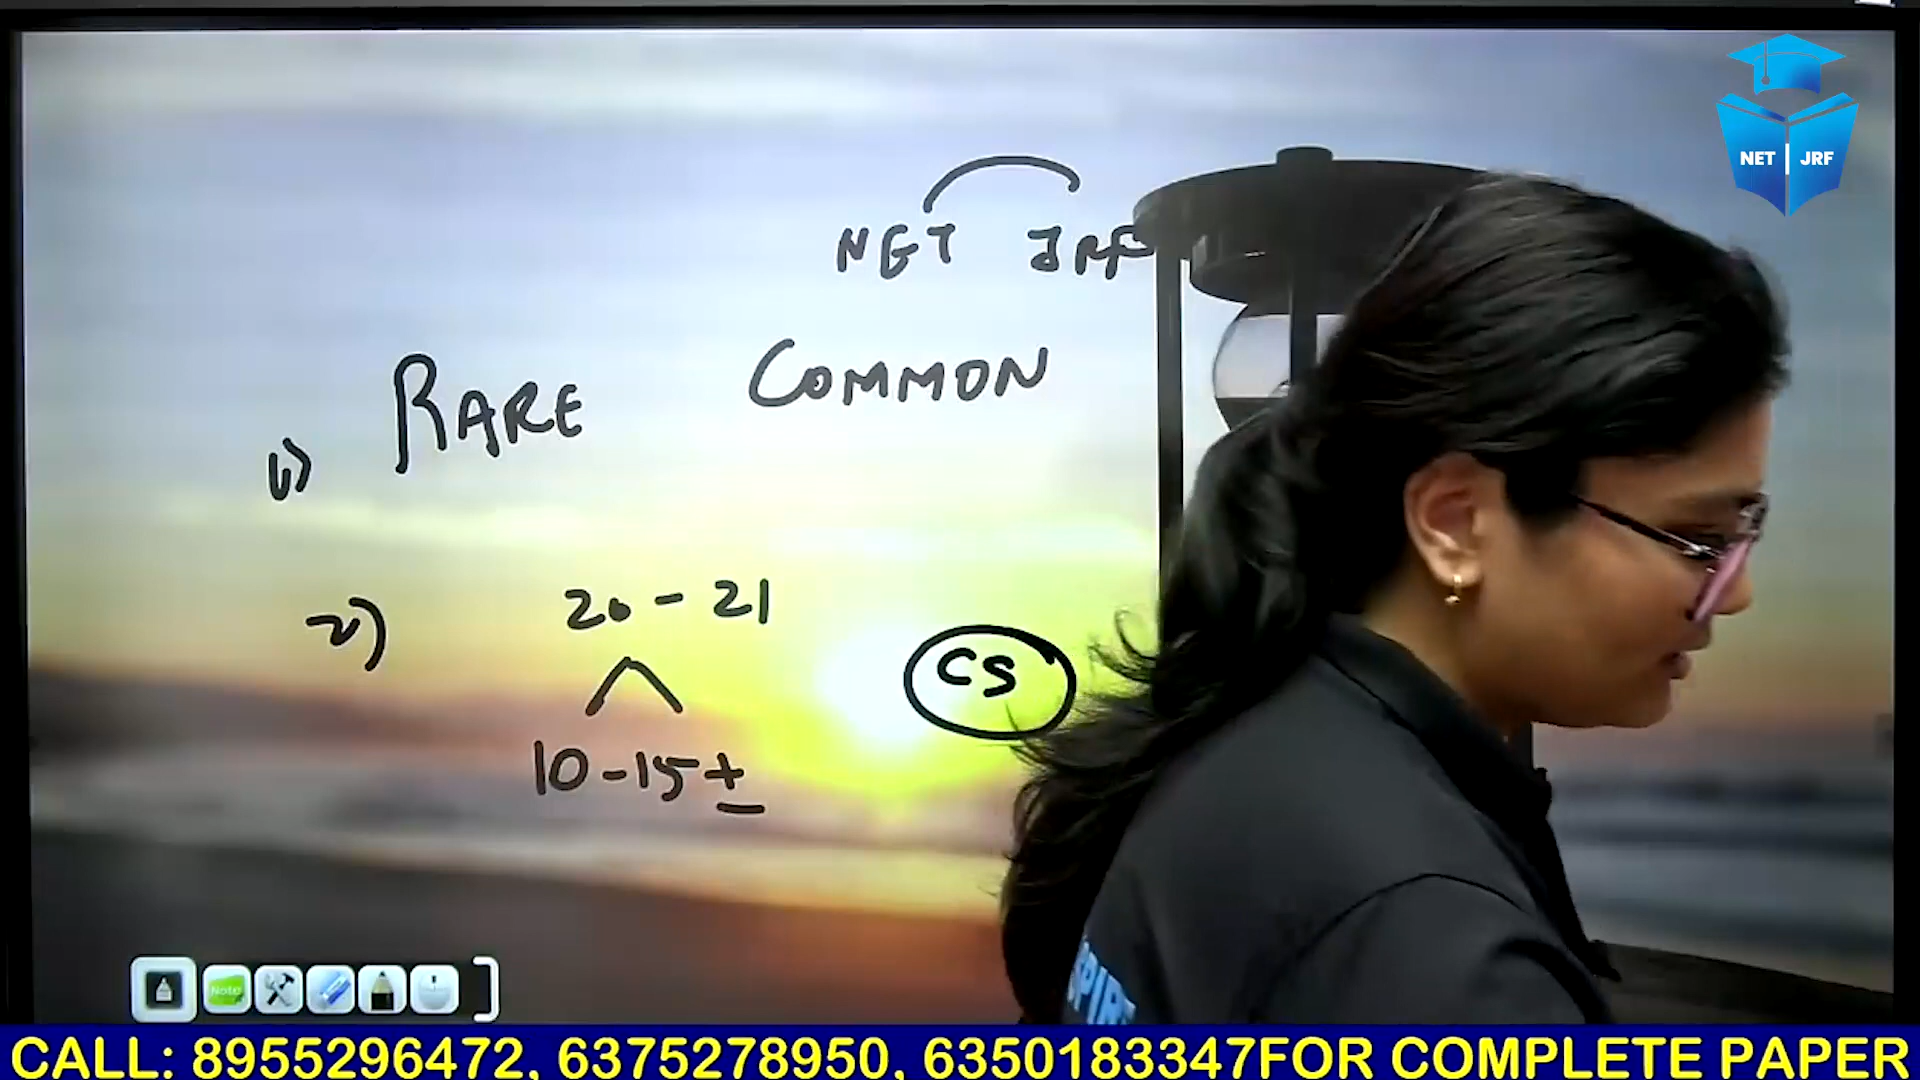 NET | JRF
NET JRF
COMMON
1) RARE
2) 20 - 21
CS
10 - 15 ±
Note
CALL: 8955296472, 6375278950, 6350183347FOR COMPLETE PAPER